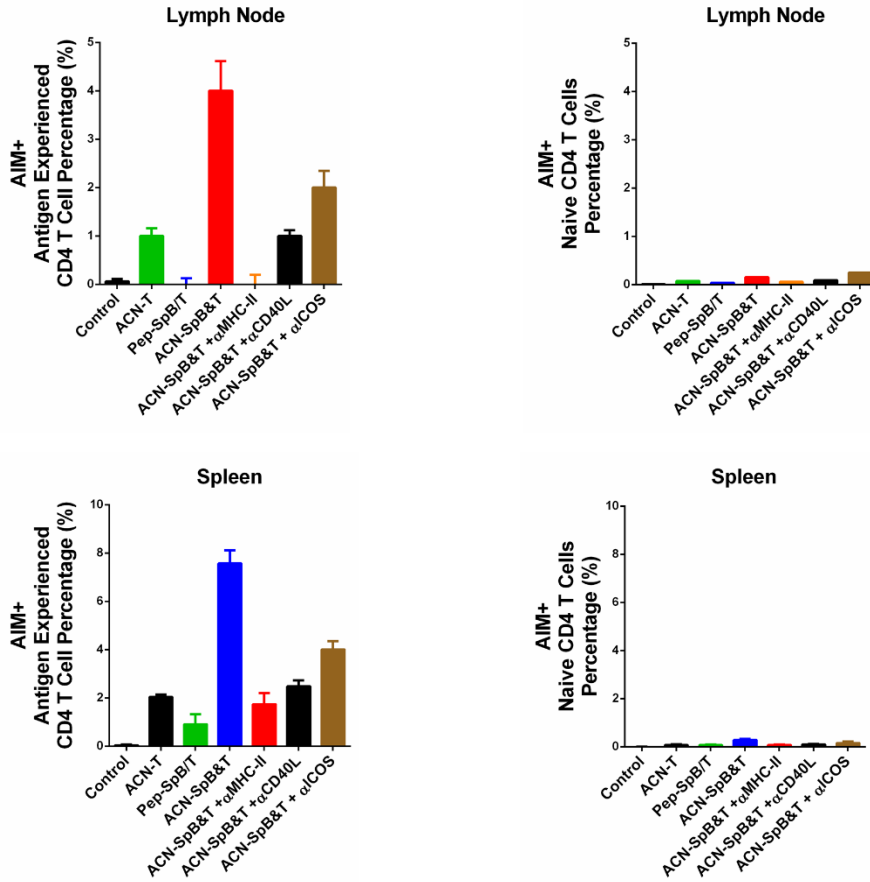 Lymph Node
AIM+
Antigen Experienced
CD4 T Cell Percentage (%)
5
4
3
2
1
0
Control
ACN-T
Pep-SpB/T
ACN-SpB&T
ACN-SpB&T +αMHC-II
ACN-SpB&T +αCD40L
ACN-SpB&T + αICOS
Lymph Node
AIM+
Naive CD4 T Cells
Percentage (%)
5
4
3
2
1
0
Control
ACN-T
Pep-SpB/T
ACN-SpB&T
ACN-SpB&T +αMHC-II
ACN-SpB&T +αCD40L
ACN-SpB&T + αICOS
Spleen
AIM+
Antigen Experienced
CD4 T Cell Percentage (%)
10
8
6
4
2
0
Control
ACN-T
Pep-SpB/T
ACN-SpB&T
ACN-SpB&T +αMHC-II
ACN-SpB&T +αCD40L
ACN-SpB&T + αICOS
Spleen
AIM+
Naive CD4 T Cells
Percentage (%)
10
8
6
4
2
0
Control
ACN-T
Pep-SpB/T
ACN-SpB&T
ACN-SpB&T +αMHC-II
ACN-SpB&T +αCD40L
ACN-SpB&T + αICOS